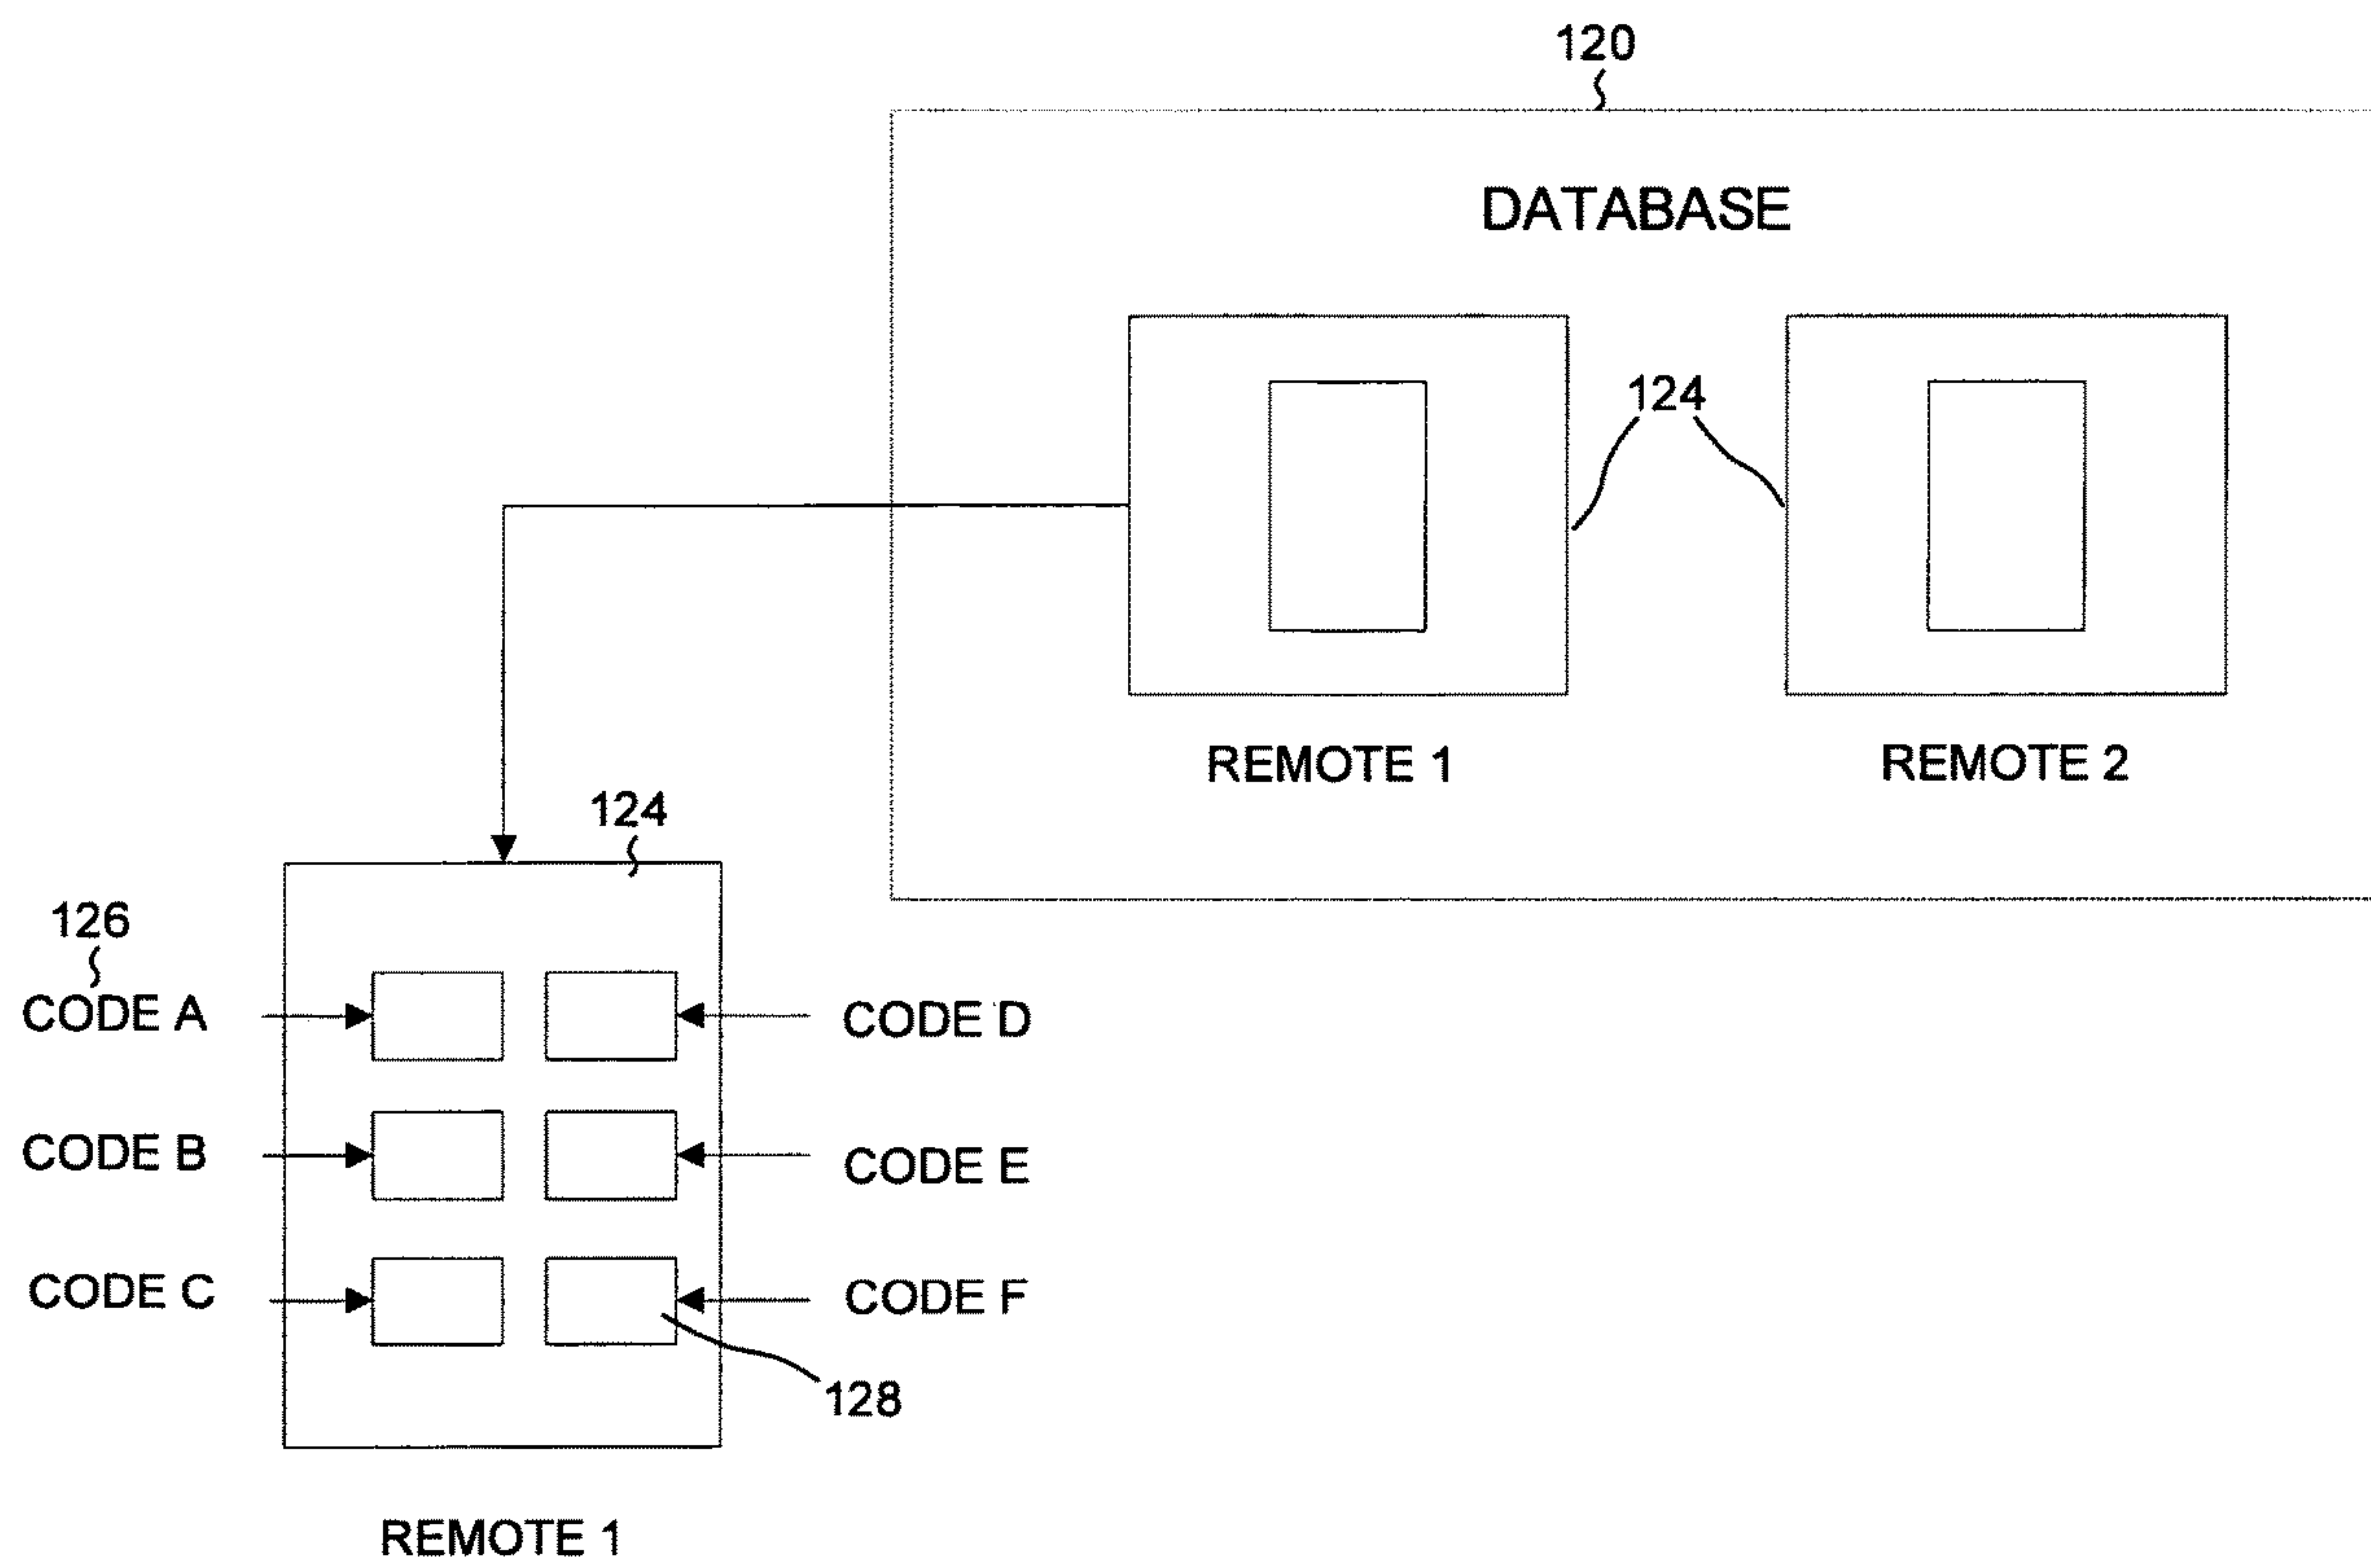 120
DATABASE
124
REMOTE 1
REMOTE 2
124
126
CODE A
CODE D
CODE B
CODE E
CODE C
CODE F
128
REMOTE 1